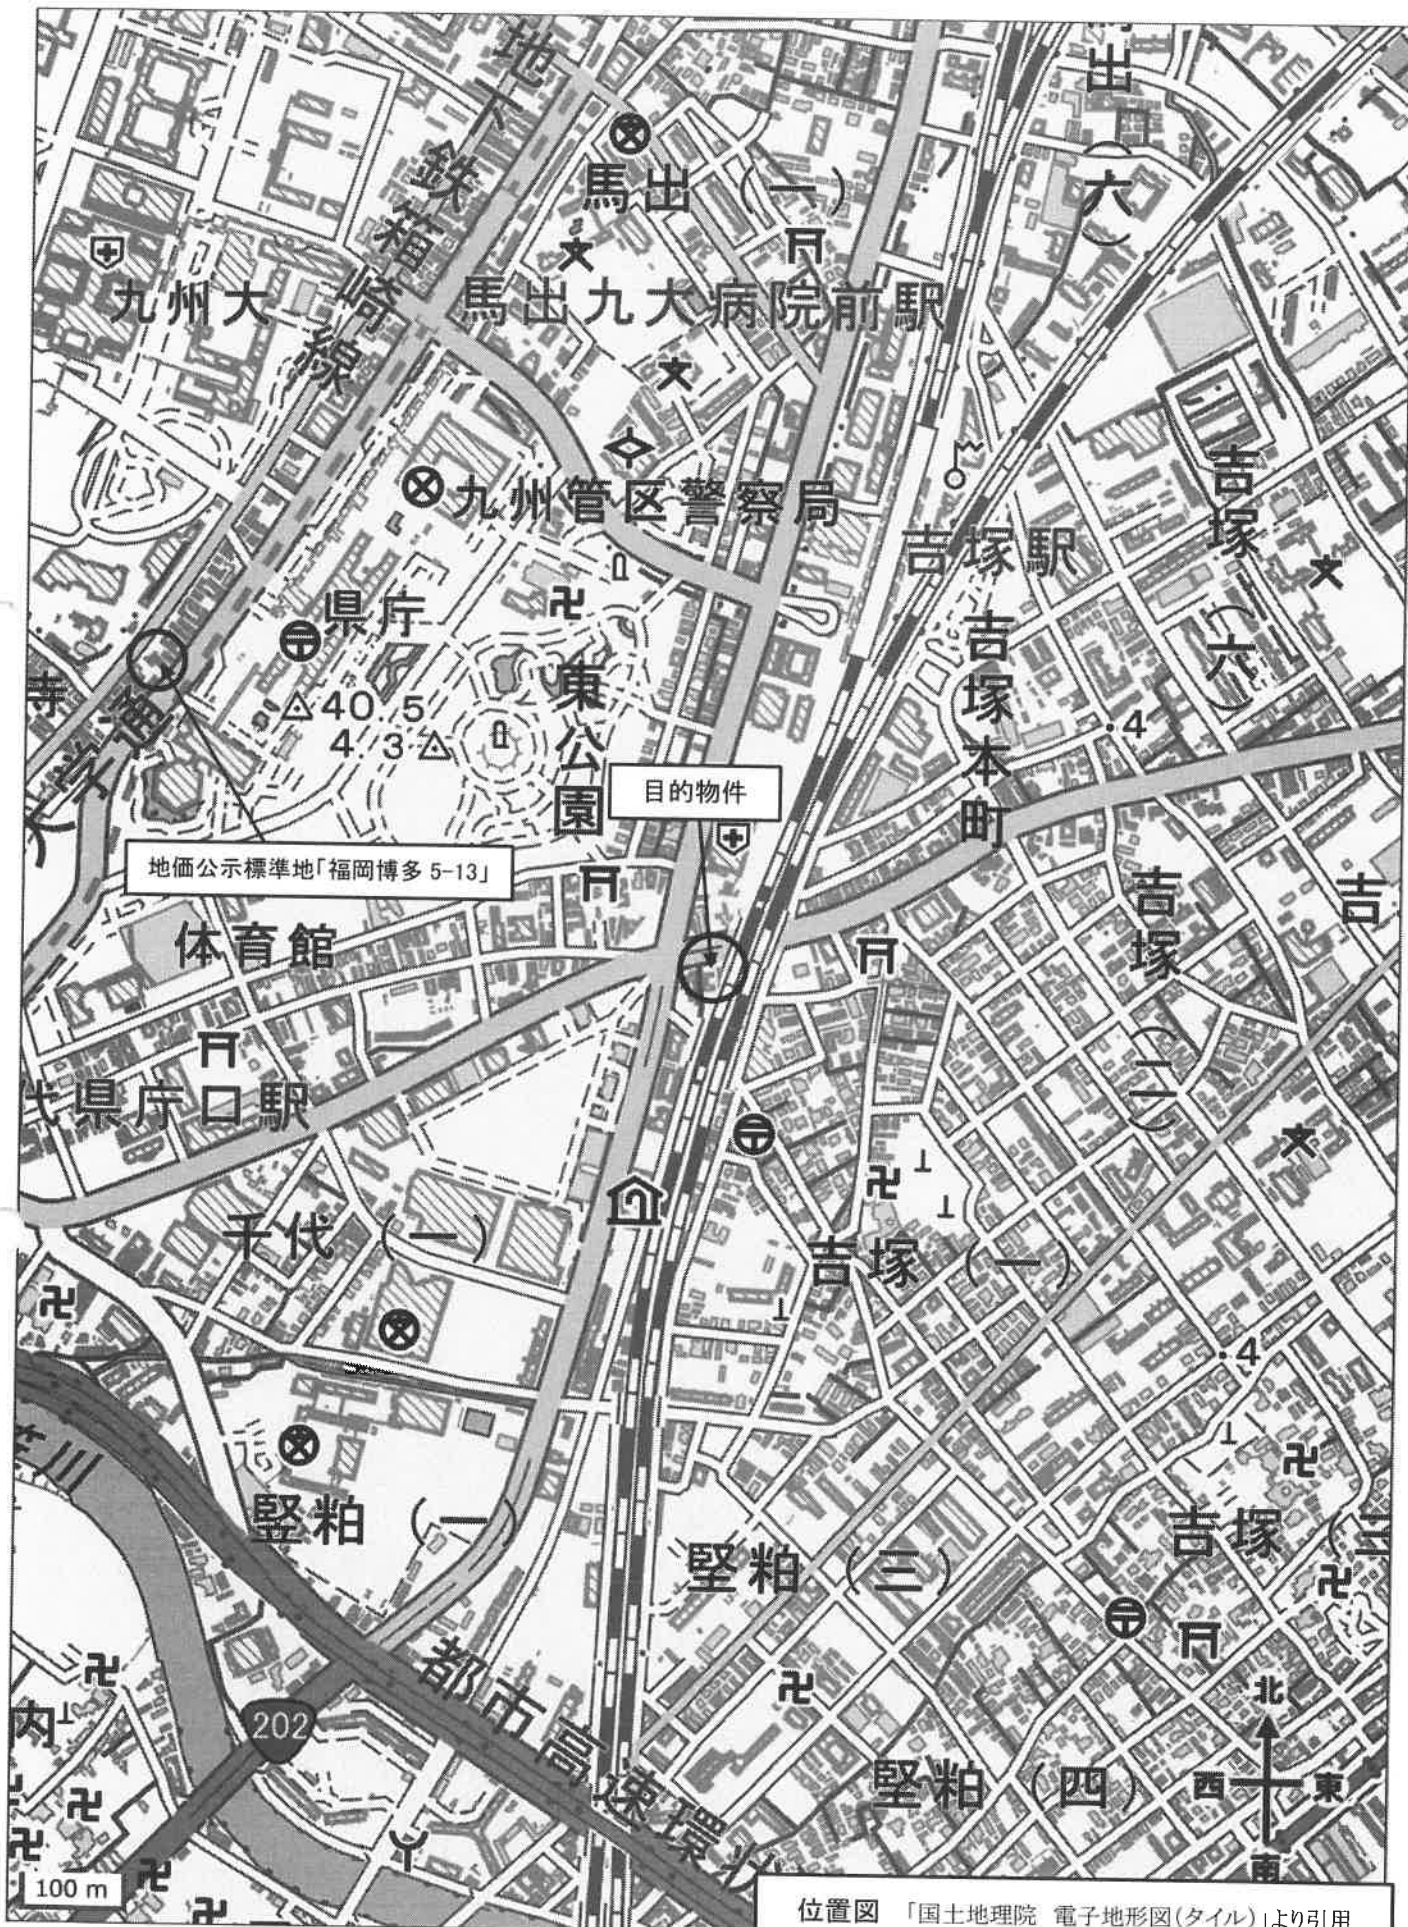 地下鉄箱崎線
出(六)
馬出(一)
九州大
馬出九大病院前駅
九州管区警察局
吉塚駅
吉塚(六)
県庁
寺
大学通
40.5
4.3
東公園
吉塚本町
・4
目的物件
地価公示標準地「福岡博多 5-13」
体育館
吉塚(二)
吉
代県庁口駅
千代(一)
吉塚(一)
・4
笠川
堅粕(一)
堅粕(三)
吉塚(三
都市高速環状
202
内
堅粕(四)
北
西 東
南
100 m
位置図 「国土地理院 電子地形図(タイル)」より引用